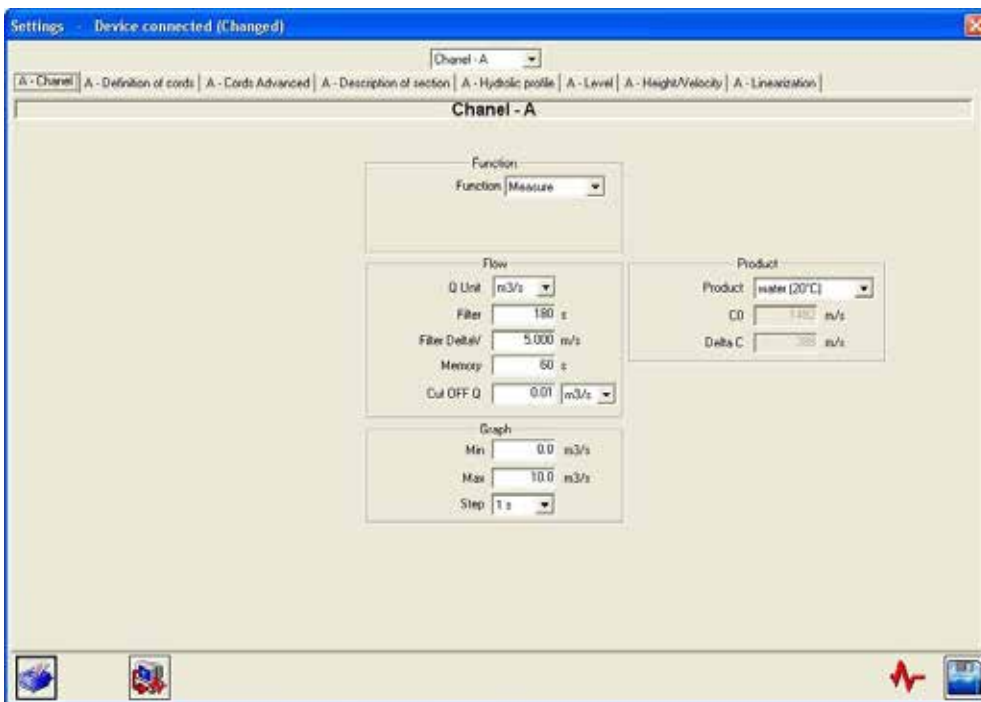 Settings - Device connected (Changed)
Chanel - A
A - Chanel A - Definition of cords A - Cords Advanced A - Description of section A - Hydrolic profile A - Level A - Height/Velocity A - Linearization
Chanel - A
Function
Function Measure
Flow
Q Unit m3/s
Filter 180 s
Filter DeltaV 5.000 m/s
Memory 60 s
Cut OFF Q 0.01 m3/s
Product
Product water (20°C)
C0 1482 m/s
Delta C m/s
Graph
Min 0.0 m3/s
Max 10.0 m3/s
Step 1 s